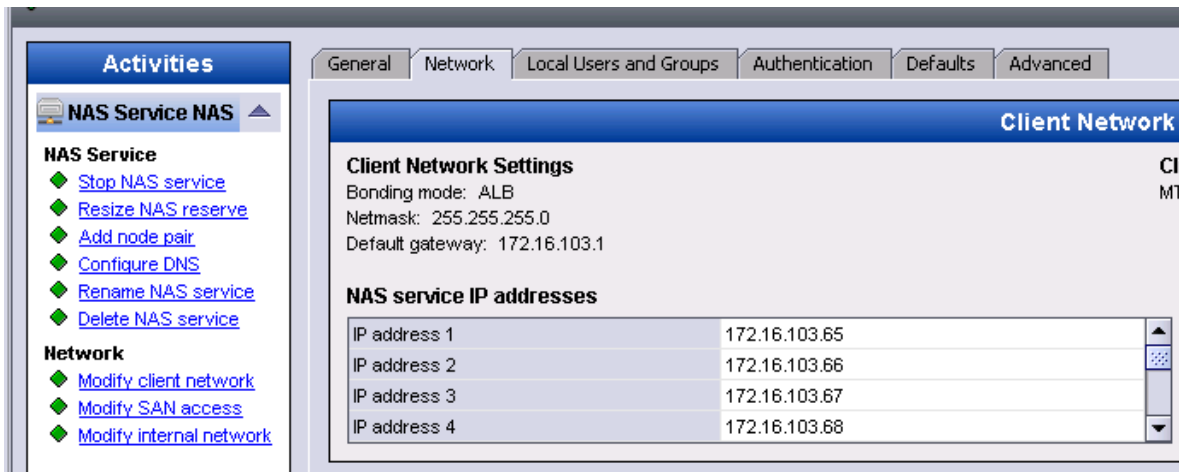 Activities
NAS Service NAS
NAS Service
Stop NAS service
Resize NAS reserve
Add node pair
Configure DNS
Rename NAS service
Delete NAS service
Network
Modify client network
Modify SAN access
Modify internal network
General Network Local Users and Groups Authentication Defaults Advanced
Client Network
Client Network Settings
Bonding mode: ALB
Netmask: 255.255.255.0
Default gateway: 172.16.103.1
NAS service IP addresses
IP address 1 172.16.103.65
IP address 2 172.16.103.66
IP address 3 172.16.103.67
IP address 4 172.16.103.68